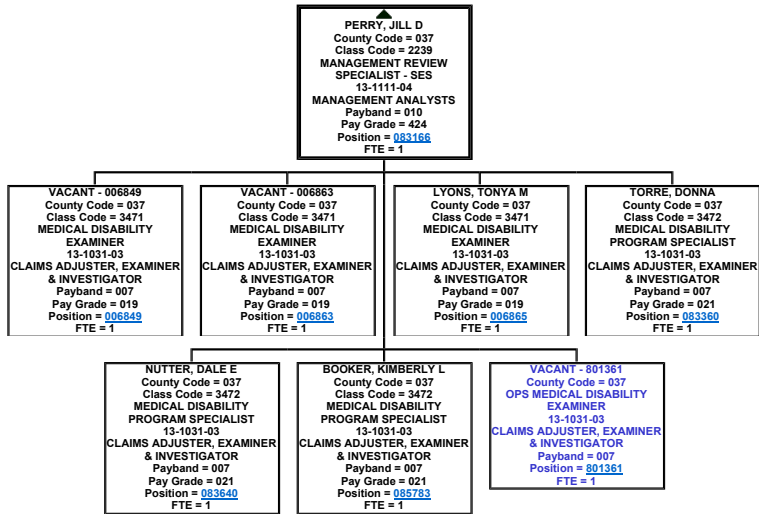 PERRY, JILL D
County Code = 037
Class Code = 2239
MANAGEMENT REVIEW
SPECIALIST - SES
13-1111-04
MANAGEMENT ANALYSTS
Payband = 010
Pay Grade = 424
Position = 083166
FTE = 1
VACANT - 006849
County Code = 037
Class Code = 3471
MEDICAL DISABILITY
EXAMINER
13-1031-03
CLAIMS ADJUSTER, EXAMINER
& INVESTIGATOR
Payband = 007
Pay Grade = 019
Position = 006849
FTE = 1
VACANT - 006863
County Code = 037
Class Code = 3471
MEDICAL DISABILITY
EXAMINER
13-1031-03
CLAIMS ADJUSTER, EXAMINER
& INVESTIGATOR
Payband = 007
Pay Grade = 019
Position = 006863
FTE = 1
LYONS, TONYA M
County Code = 037
Class Code = 3471
MEDICAL DISABILITY
EXAMINER
13-1031-03
CLAIMS ADJUSTER, EXAMINER
& INVESTIGATOR
Payband = 007
Pay Grade = 019
Position = 006865
FTE = 1
TORRE, DONNA
County Code = 037
Class Code = 3472
MEDICAL DISABILITY
PROGRAM SPECIALIST
13-1031-03
CLAIMS ADJUSTER, EXAMINER
& INVESTIGATOR
Payband = 007
Pay Grade = 021
Position = 083360
FTE = 1
NUTTER, DALE E
County Code = 037
Class Code = 3472
MEDICAL DISABILITY
PROGRAM SPECIALIST
13-1031-03
CLAIMS ADJUSTER, EXAMINER
& INVESTIGATOR
Payband = 007
Pay Grade = 021
Position = 083640
FTE = 1
BOOKER, KIMBERLY L
County Code = 037
Class Code = 3472
MEDICAL DISABILITY
PROGRAM SPECIALIST
13-1031-03
CLAIMS ADJUSTER, EXAMINER
& INVESTIGATOR
Payband = 007
Pay Grade = 021
Position = 085783
FTE = 1
VACANT - 801361
County Code = 037
OPS MEDICAL DISABILITY
EXAMINER
13-1031-03
CLAIMS ADJUSTER, EXAMINER
& INVESTIGATOR
Payband = 007
Position = 801361
FTE = 1